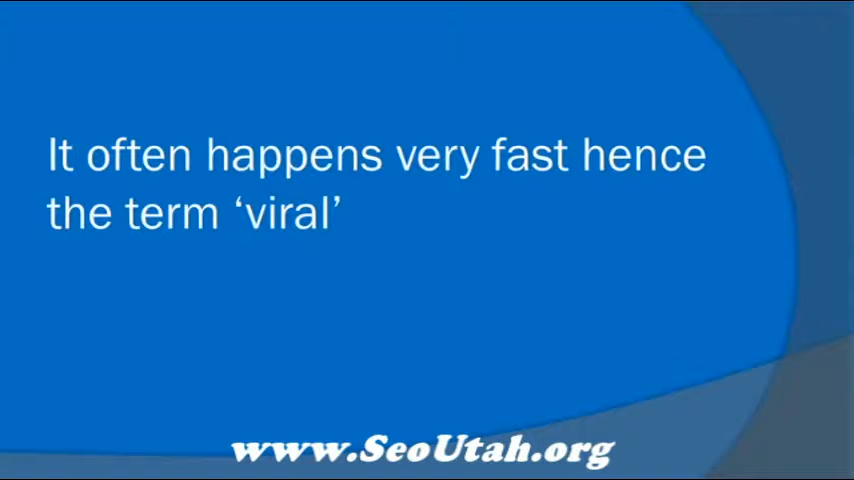 It often happens very fast hence
the term ‘viral’
www.SeoUtah.org